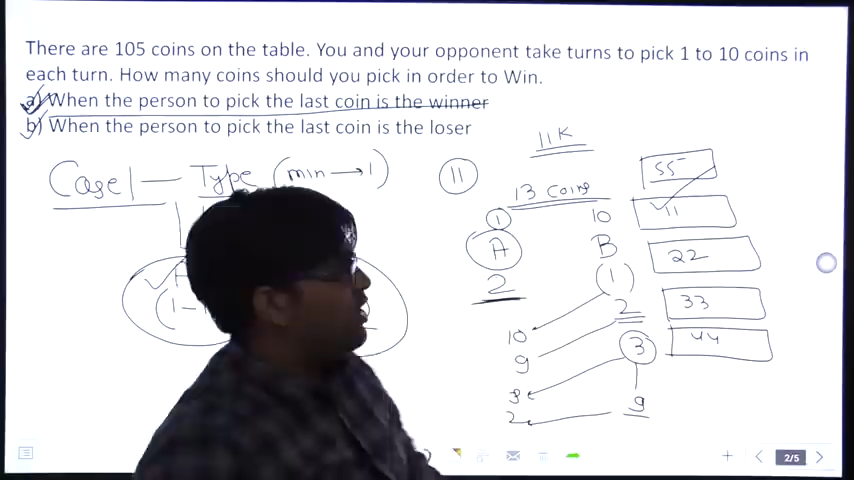 There are 105 coins on the table. You and your opponent take turns to pick 1 to 10 coins in
each turn. How many coins should you pick in order to Win.
a) When the person to pick the last coin is the winner
b) When the person to pick the last coin is the loser
11K
Case 1 — Type (min → 1)
11
13 Coins
55
1 10
11
A B
22
2 (1)
2
33
10
9
3
44
8
2 9
(1-
2/5